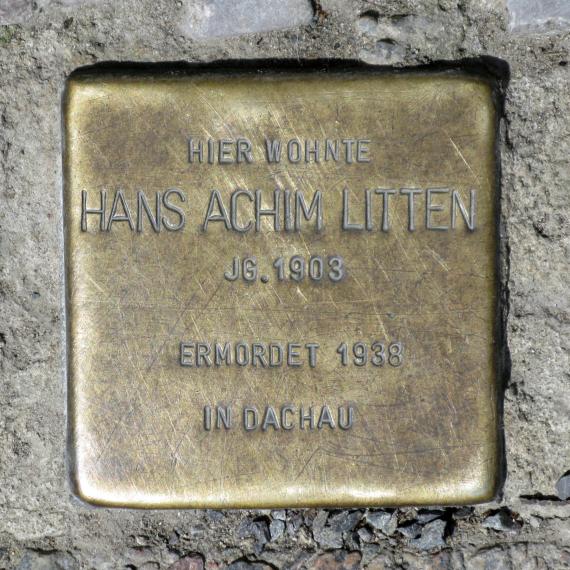 HIER WOHNTE
HANS ACHIM LITTEN
JG. 1903
ERMORDET 1938
IN DACHAU